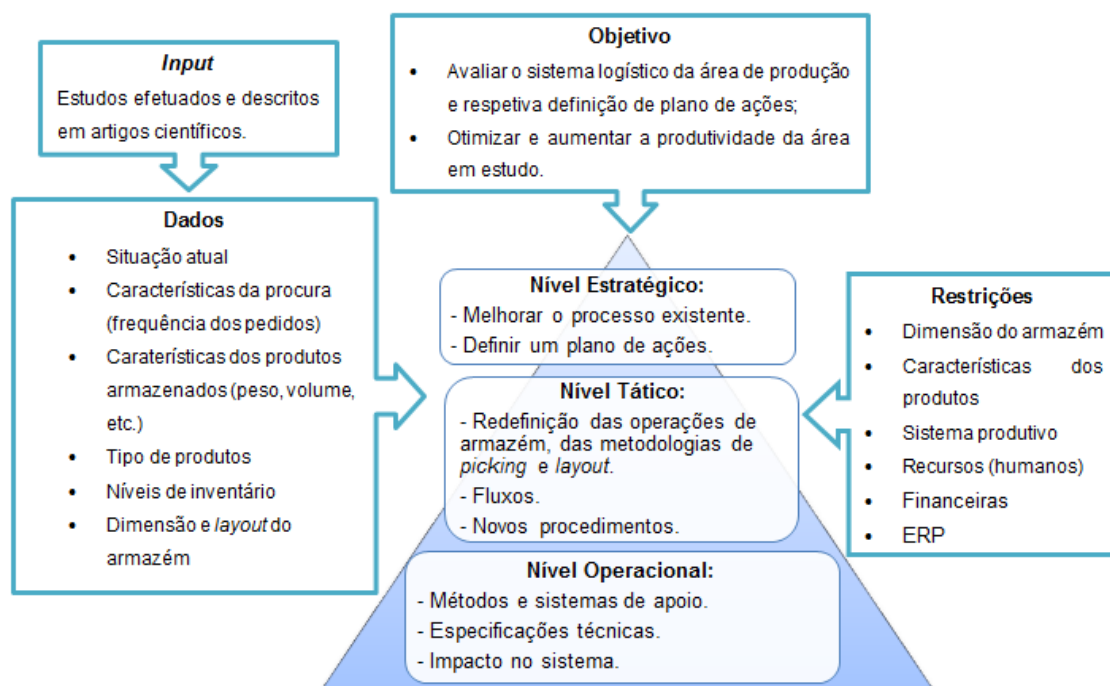 Input
Estudos efetuados e descritos
em artigos científicos.
Objetivo
• Avaliar o sistema logístico da área de produção
e respetiva definição de plano de ações;
• Otimizar e aumentar a produtividade da área
em estudo.
Dados
• Situação atual
• Características da procura
(frequência dos pedidos)
• Caraterísticas dos produtos
armazenados (peso, volume,
etc.)
• Tipo de produtos
• Níveis de inventário
• Dimensão e layout do
armazém
Nível Estratégico:
- Melhorar o processo existente.
- Definir um plano de ações.
Nível Tático:
- Redefinição das operações de
armazém, das metodologias de
picking e layout.
- Fluxos.
- Novos procedimentos.
Nível Operacional:
- Métodos e sistemas de apoio.
- Especificações técnicas.
- Impacto no sistema.
Restrições
• Dimensão do armazém
• Características dos
produtos
• Sistema produtivo
• Recursos (humanos)
• Financeiras
• ERP